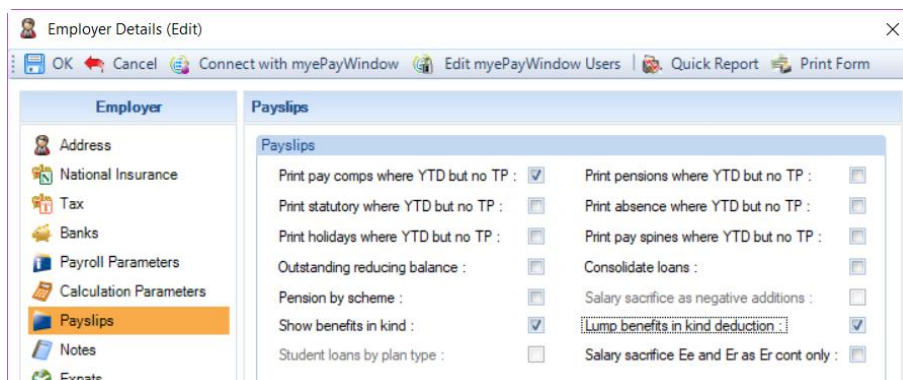 Employer Details (Edit)
OK Cancel Connect with myePayWindow Edit myePayWindow Users Quick Report Print Form
Employer
Address
National Insurance
Tax
Banks
Payroll Parameters
Calculation Parameters
Payslips
Notes
Expats
Payslips
Payslips
Print pay comps where YTD but no TP : Print pensions where YTD but no TP :
Print statutory where YTD but no TP : Print absence where YTD but no TP :
Print holidays where YTD but no TP : Print pay spines where YTD but no TP :
Outstanding reducing balance : Consolidate loans :
Pension by scheme : Salary sacrifice as negative additions :
Show benefits in kind : Lump benefits in kind deduction :
Student loans by plan type : Salary sacrifice Ee and Er as Er cont only :